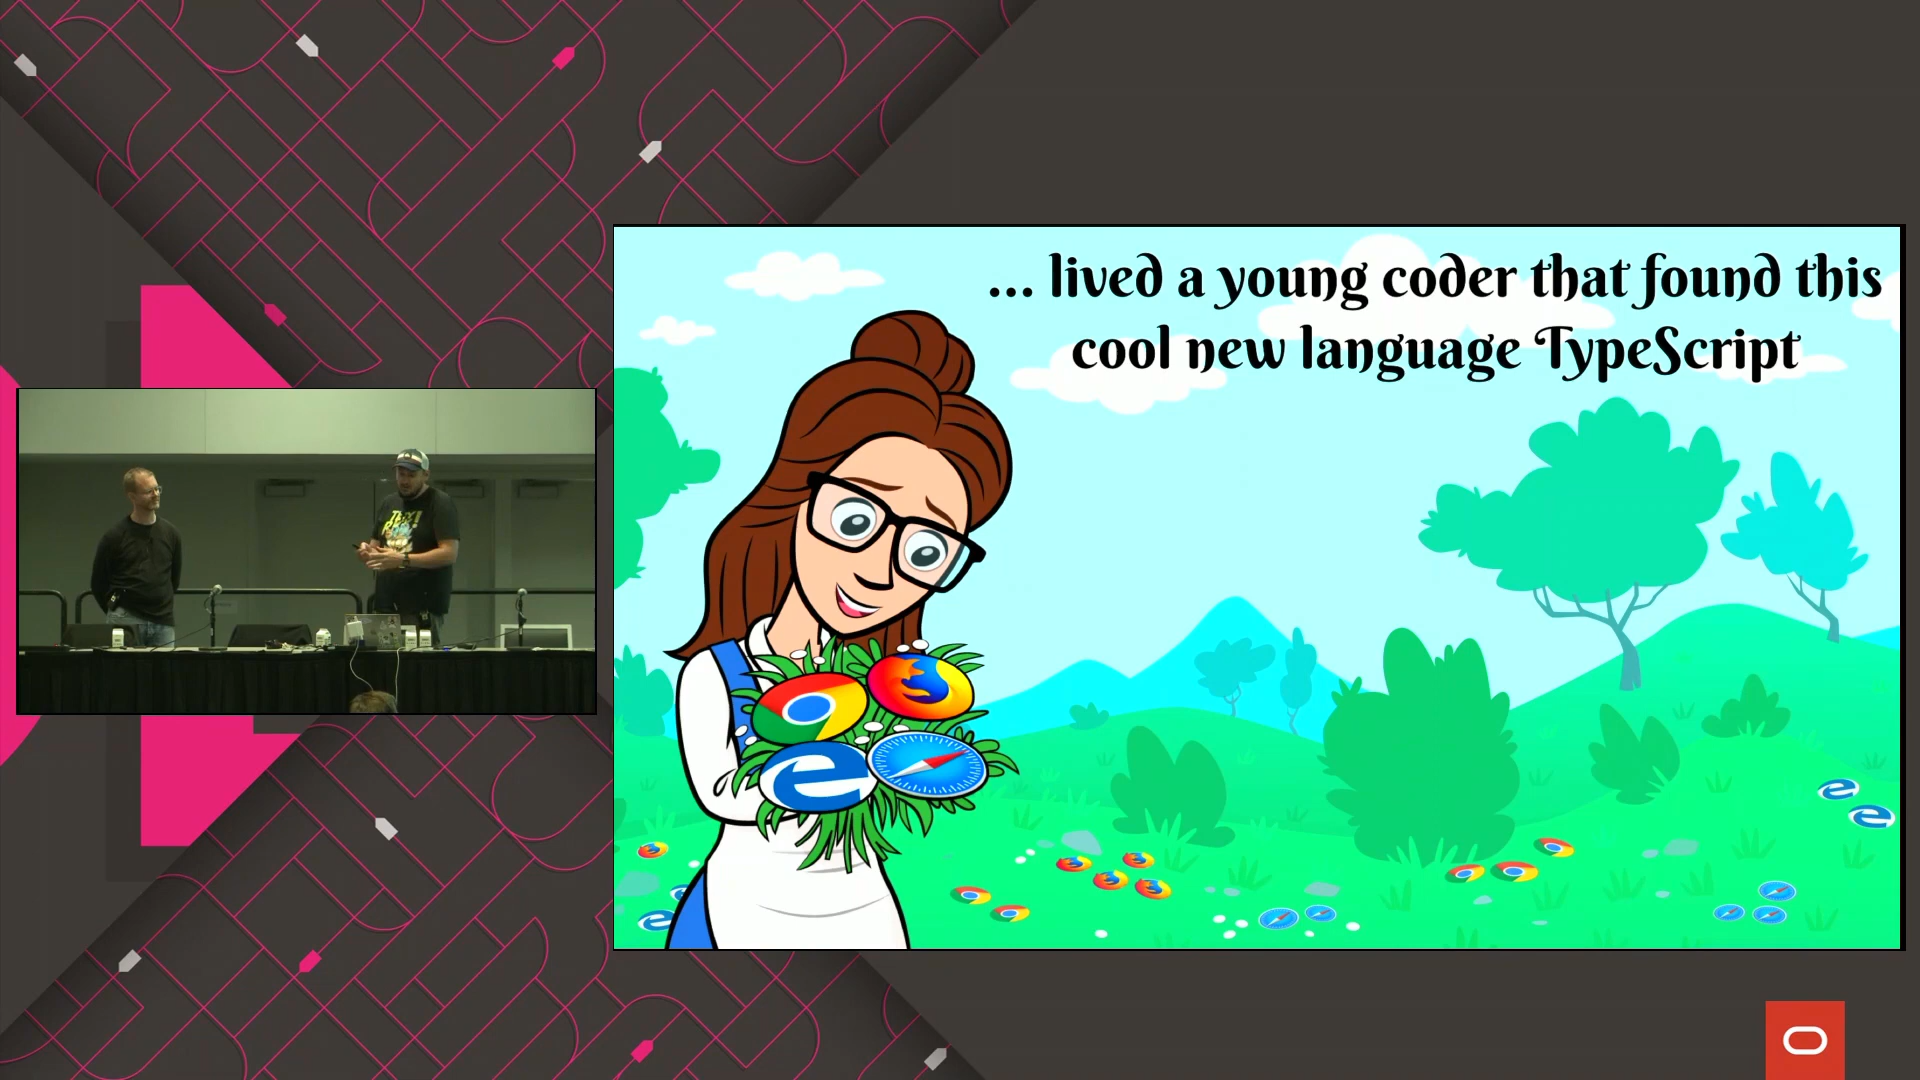 ... lived a young coder that found this
cool new language TypeScript